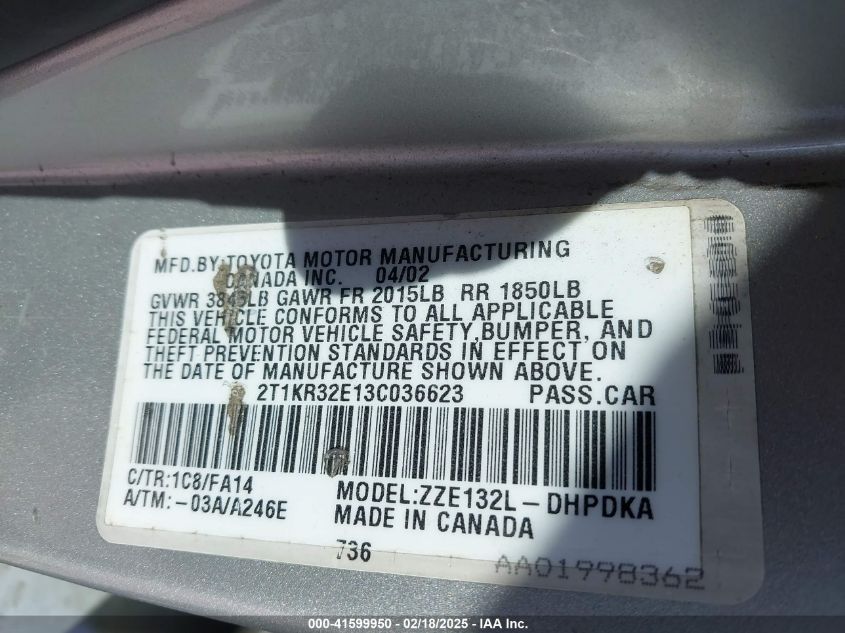 MFD.BY TOYOTA MOTOR MANUFACTURING
CANADA INC. 04/02
GVWR 3845LB GAWR FR 2015LB RR 1850LB
THIS VEHICLE CONFORMS TO ALL APPLICABLE
FEDERAL MOTOR VEHICLE SAFETY,BUMPER, AND
THEFT PREVENTION STANDARDS IN EFFECT ON
THE DATE OF MANUFACTURE SHOWN ABOVE.
2T1KR32E13C036623 PASS.CAR
C/TR:1C8/FA14
A/TM:-03A/A246E
MODEL:ZZE132L-DHPDKA
MADE IN CANADA
736
AA01998362
000-41599950 - 02/18/2025 - IAA Inc.